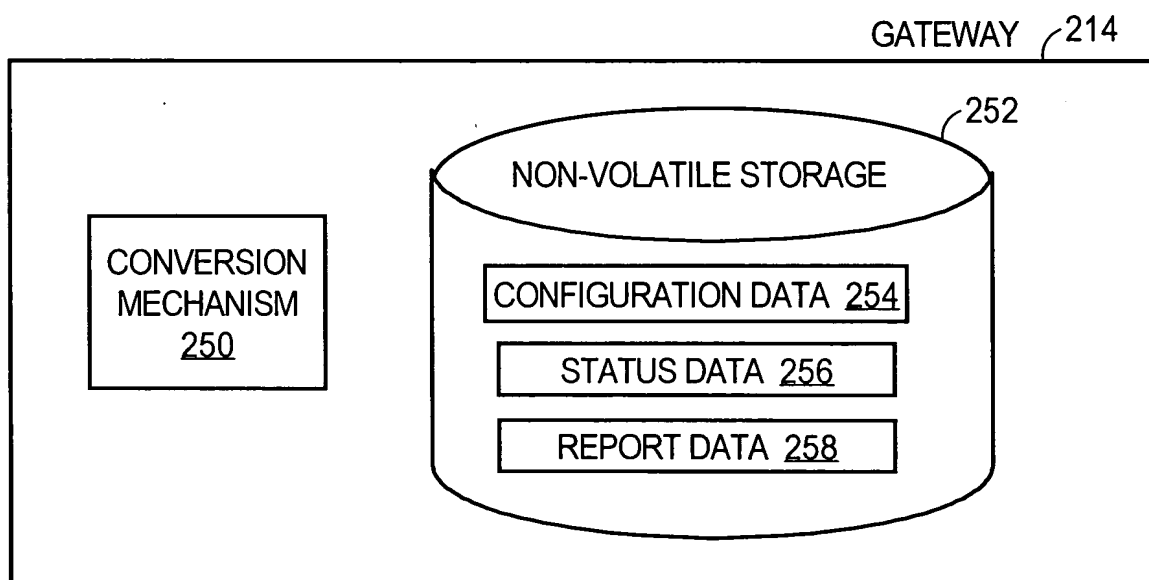 GATEWAY 214
252
NON-VOLATILE STORAGE
CONVERSION
MECHANISM
250
CONFIGURATION DATA 254
STATUS DATA 256
REPORT DATA 258